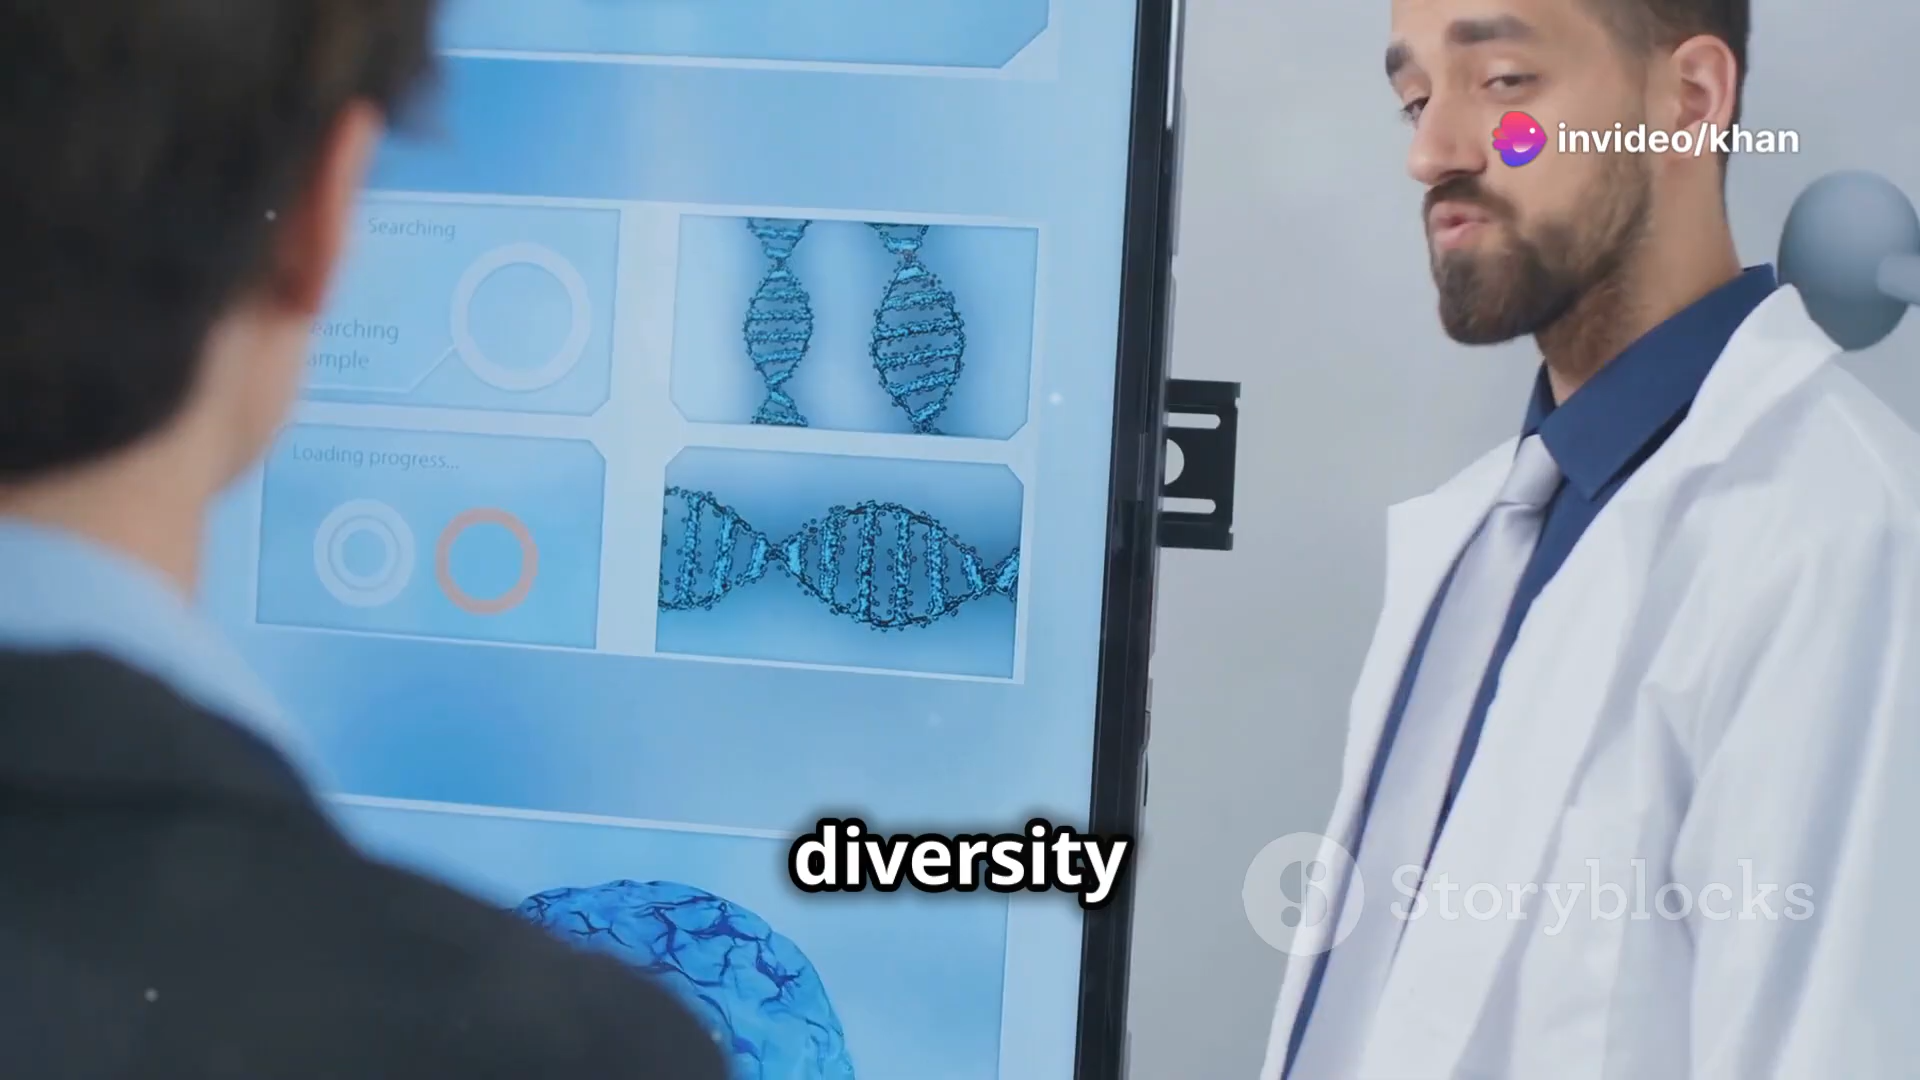 invideo/khan
Searching
earching
ample
Loading progress...
diversity
Storyblocks